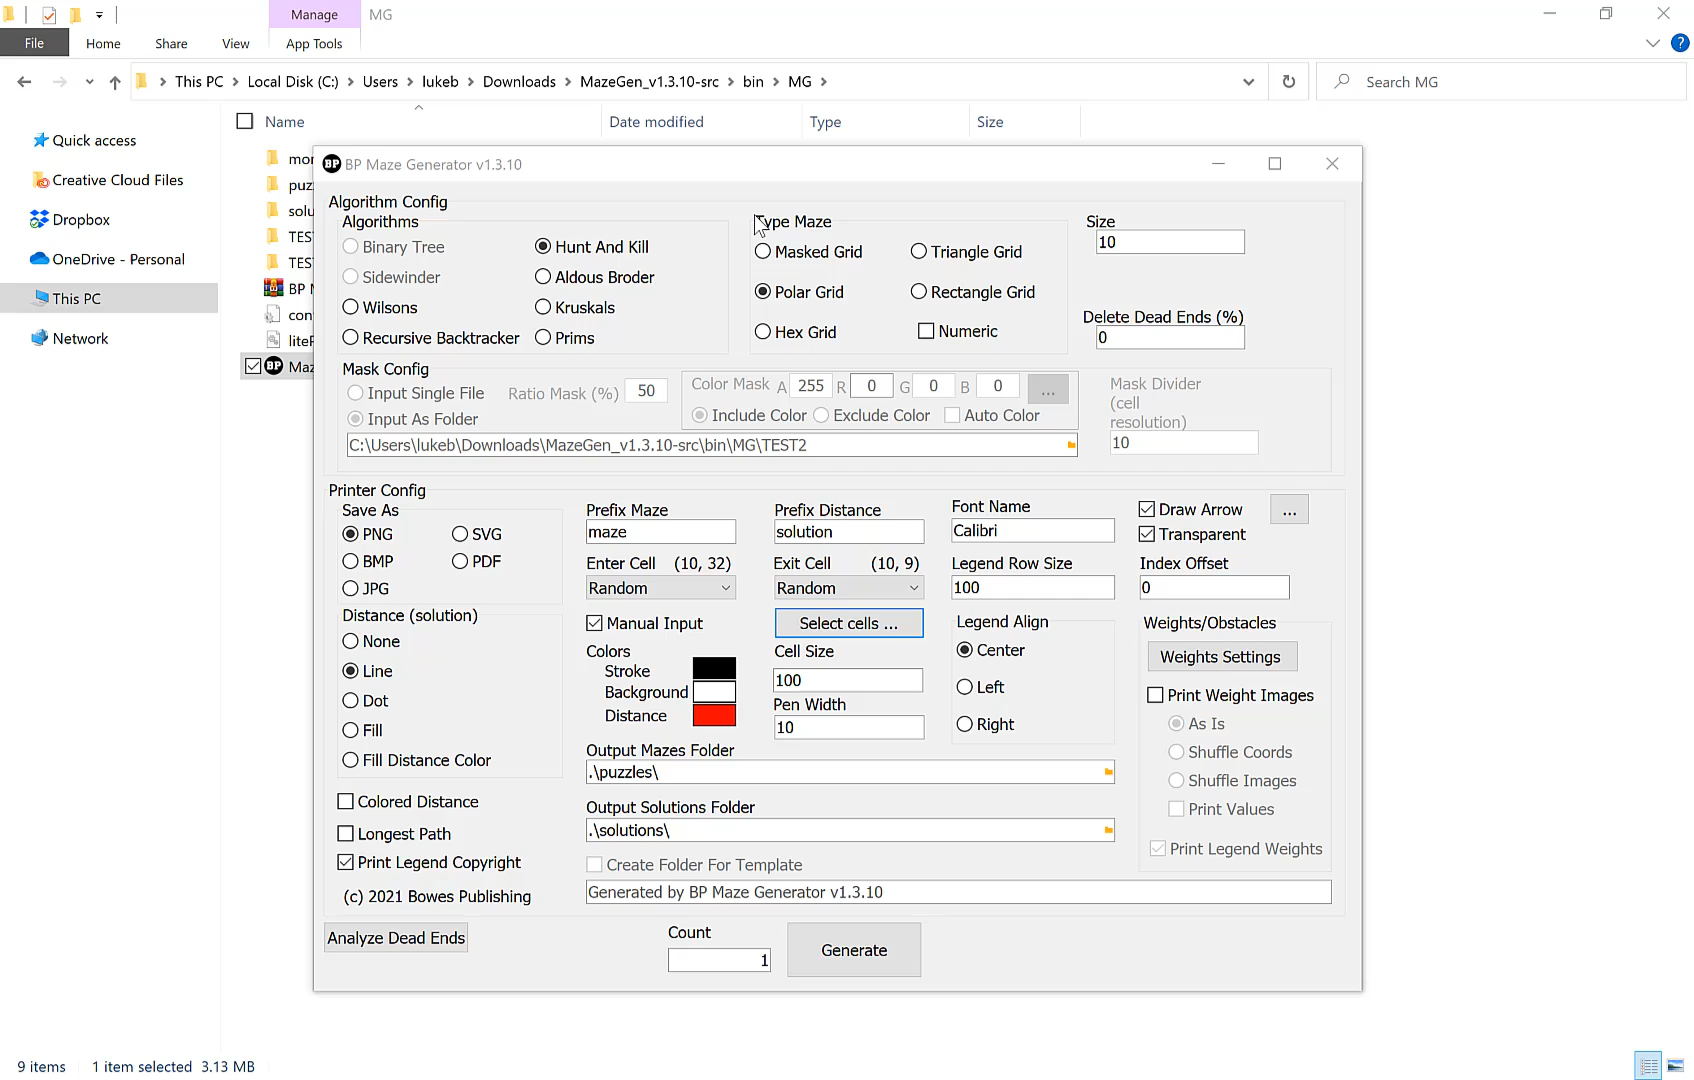 Manage
MG
File
Home
Share
View
App Tools
This PC > Local Disk (C:) > Users > lukeb > Downloads > MazeGen_v1.3.10-src > bin > MG >
Search MG
Name
Date modified
Type
Size
Quick access
Creative Cloud Files
Dropbox
OneDrive - Personal
This PC
Network
TES
TES
BP
BP Maze Generator v1.3.10
Algorithm Config
Algorithms
Binary Tree
Hunt And Kill
Sidewinder
Aldous Broder
Wilsons
Kruskals
Recursive Backtracker
Prims
Type Maze
Masked Grid
Triangle Grid
Polar Grid
Rectangle Grid
Hex Grid
Numeric
Size
10
Delete Dead Ends (%)
0
Mask Config
Input Single File
Ratio Mask (%)
50
Input As Folder
Color Mask A 255 R 0 G 0 B 0 ...
Include Color
Exclude Color
Auto Color
Mask Divider
(cell
resolution)
10
C:\Users\lukeb\Downloads\MazeGen_v1.3.10-src\bin\MG\TEST2
Printer Config
Save As
PNG
SVG
BMP
PDF
JPG
Distance (solution)
None
Line
Dot
Fill
Fill Distance Color
Colored Distance
Longest Path
Print Legend Copyright
(c) 2021 Bowes Publishing
Prefix Maze
maze
Prefix Distance
solution
Font Name
Calibri
Draw Arrow
...
Transparent
Enter Cell (10, 32)
Random
Exit Cell (10, 9)
Random
Legend Row Size
100
Index Offset
0
Manual Input
Select cells ...
Colors
Stroke
Background
Distance
Cell Size
100
Pen Width
10
Legend Align
Center
Left
Right
Weights/Obstacles
Weights Settings
Print Weight Images
As Is
Shuffle Coords
Shuffle Images
Print Values
Print Legend Weights
Output Mazes Folder
.\puzzles\
Output Solutions Folder
.\solutions\
Create Folder For Template
Generated by BP Maze Generator v1.3.10
Analyze Dead Ends
Count
1
Generate
9 items
1 item selected 3.13 MB